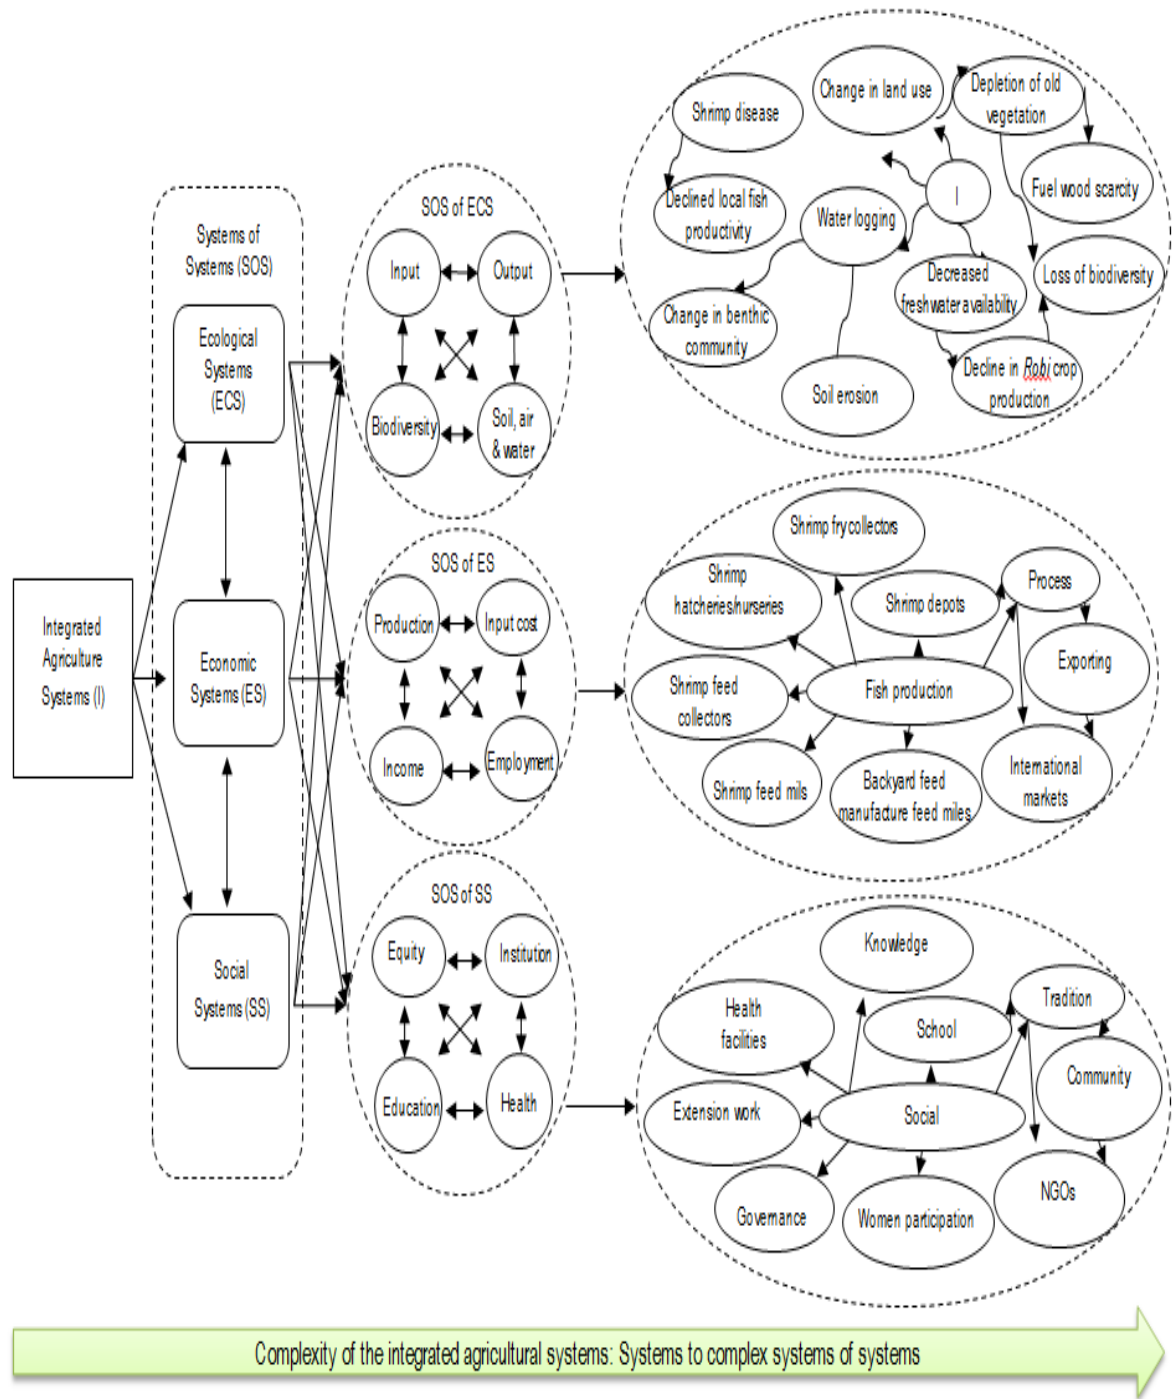 Integrated
Agriculture
Systems (I)
Systems of
Systems (SOS)
Ecological
Systems
(ECS)
Economic
Systems (ES)
Social
Systems (SS)
SOS of ECS
Input
Output
Biodiversity
Soil, air
& water
SOS of ES
Production
Input cost
Income
Employment
SOS of SS
Equity
Institution
Education
Health
Shrimp disease
Change in land use
Depletion of old
vegetation
Declined local fish
productivity
Water logging
I
Fuel wood scarcity
Change in benthic
community
Decreased
freshwater availability
Loss of biodiversity
Soil erosion
Decline in Robi crop
production
Shrimp fry collectors
Shrimp
hatcheries/nurseries
Shrimp depots
Process
Shrimp feed
collectors
Fish production
Exporting
Shrimp feed mils
Backyard feed
manufacture feed miles
International
markets
Knowledge
Health
facilities
School
Tradition
Extension work
Social
Community
Governance
Women participation
NGOs
Complexity of the integrated agricultural systems: Systems to complex systems of systems